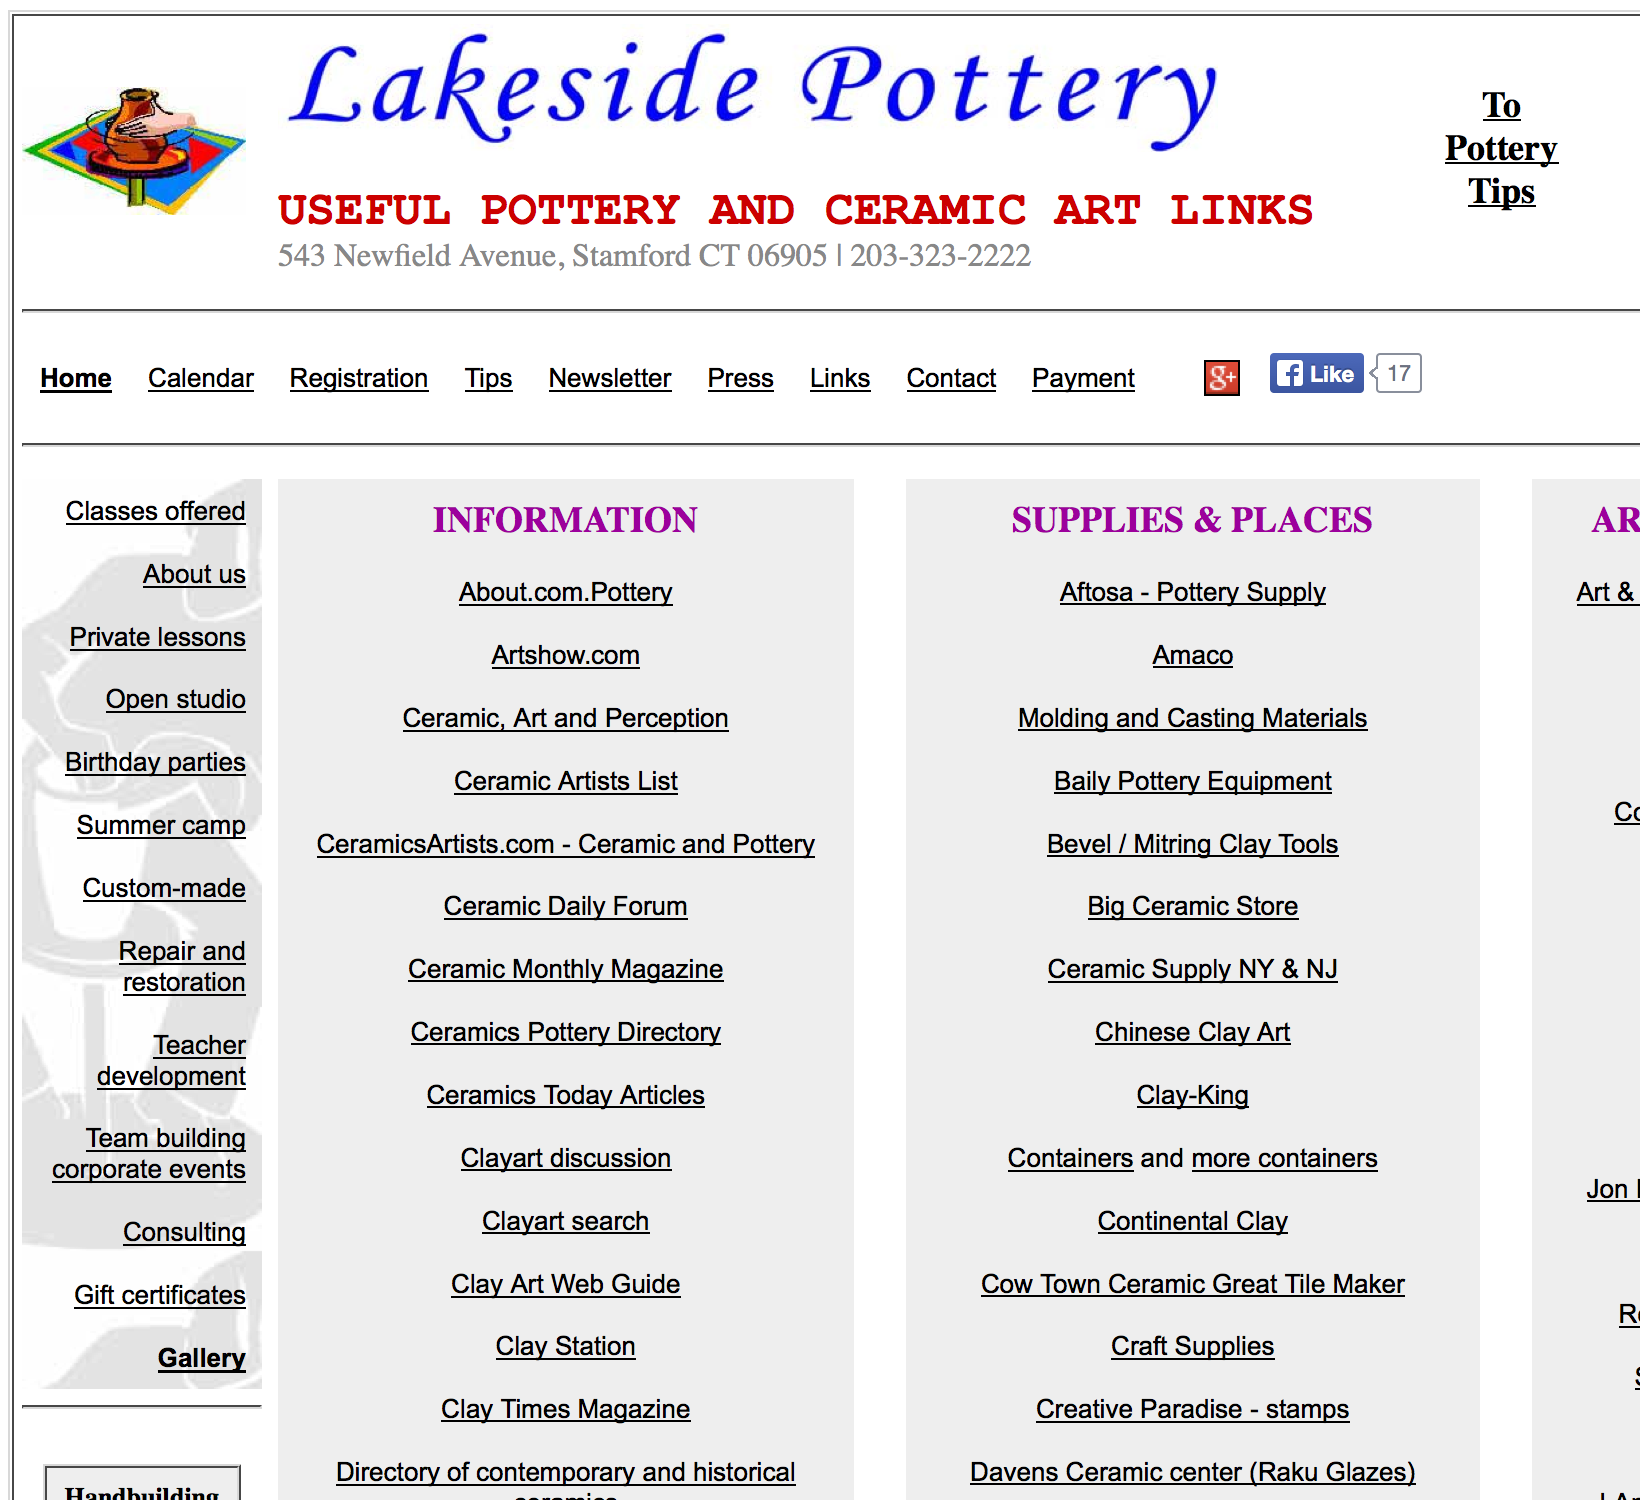 Lakeside Pottery
To
Pottery
Tips
USEFUL POTTERY AND CERAMIC ART LINKS
543 Newfield Avenue, Stamford CT 06905 | 203-323-2222
Home Calendar Registration Tips Newsletter Press Links Contact Payment g+ Like 17
Classes offered
About us
Private lessons
Open studio
Birthday parties
Summer camp
Custom-made
Repair and
restoration
Teacher
development
Team building
corporate events
Consulting
Gift certificates
Gallery
Handbuilding
INFORMATION
About.com.Pottery
Artshow.com
Ceramic, Art and Perception
Ceramic Artists List
CeramicsArtists.com - Ceramic and Pottery
Ceramic Daily Forum
Ceramic Monthly Magazine
Ceramics Pottery Directory
Ceramics Today Articles
Clayart discussion
Clayart search
Clay Art Web Guide
Clay Station
Clay Times Magazine
Directory of contemporary and historical
ceramics
SUPPLIES & PLACES
Aftosa - Pottery Supply
Amaco
Molding and Casting Materials
Baily Pottery Equipment
Bevel / Mitring Clay Tools
Big Ceramic Store
Ceramic Supply NY & NJ
Chinese Clay Art
Clay-King
Containers and more containers
Continental Clay
Cow Town Ceramic Great Tile Maker
Craft Supplies
Creative Paradise - stamps
Davens Ceramic center (Raku Glazes)
Art &
Jon